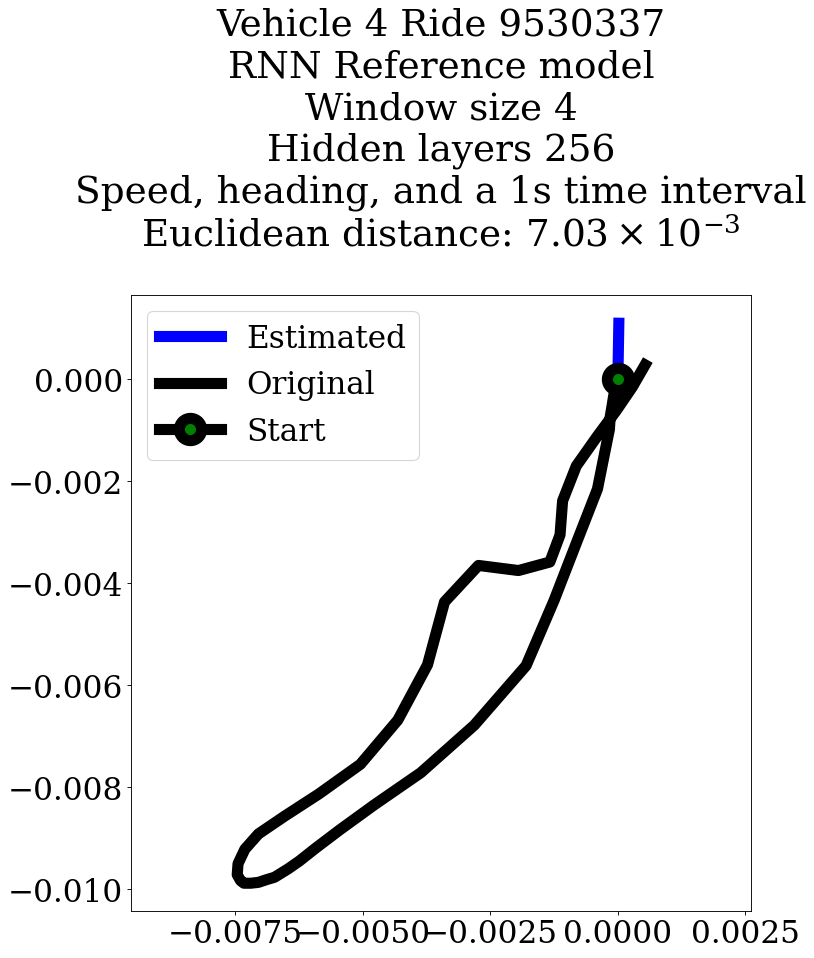 Vehicle 4 Ride 9530337
RNN Reference model
Window size 4
Hidden layers 256
Speed, heading, and a 1s time interval
Euclidean distance: 7.03 × 10⁻³
Estimated
Original
Start
0.000
−0.002
−0.004
−0.006
−0.008
−0.010
−0.0075 −0.0050 −0.0025 0.0000 0.0025